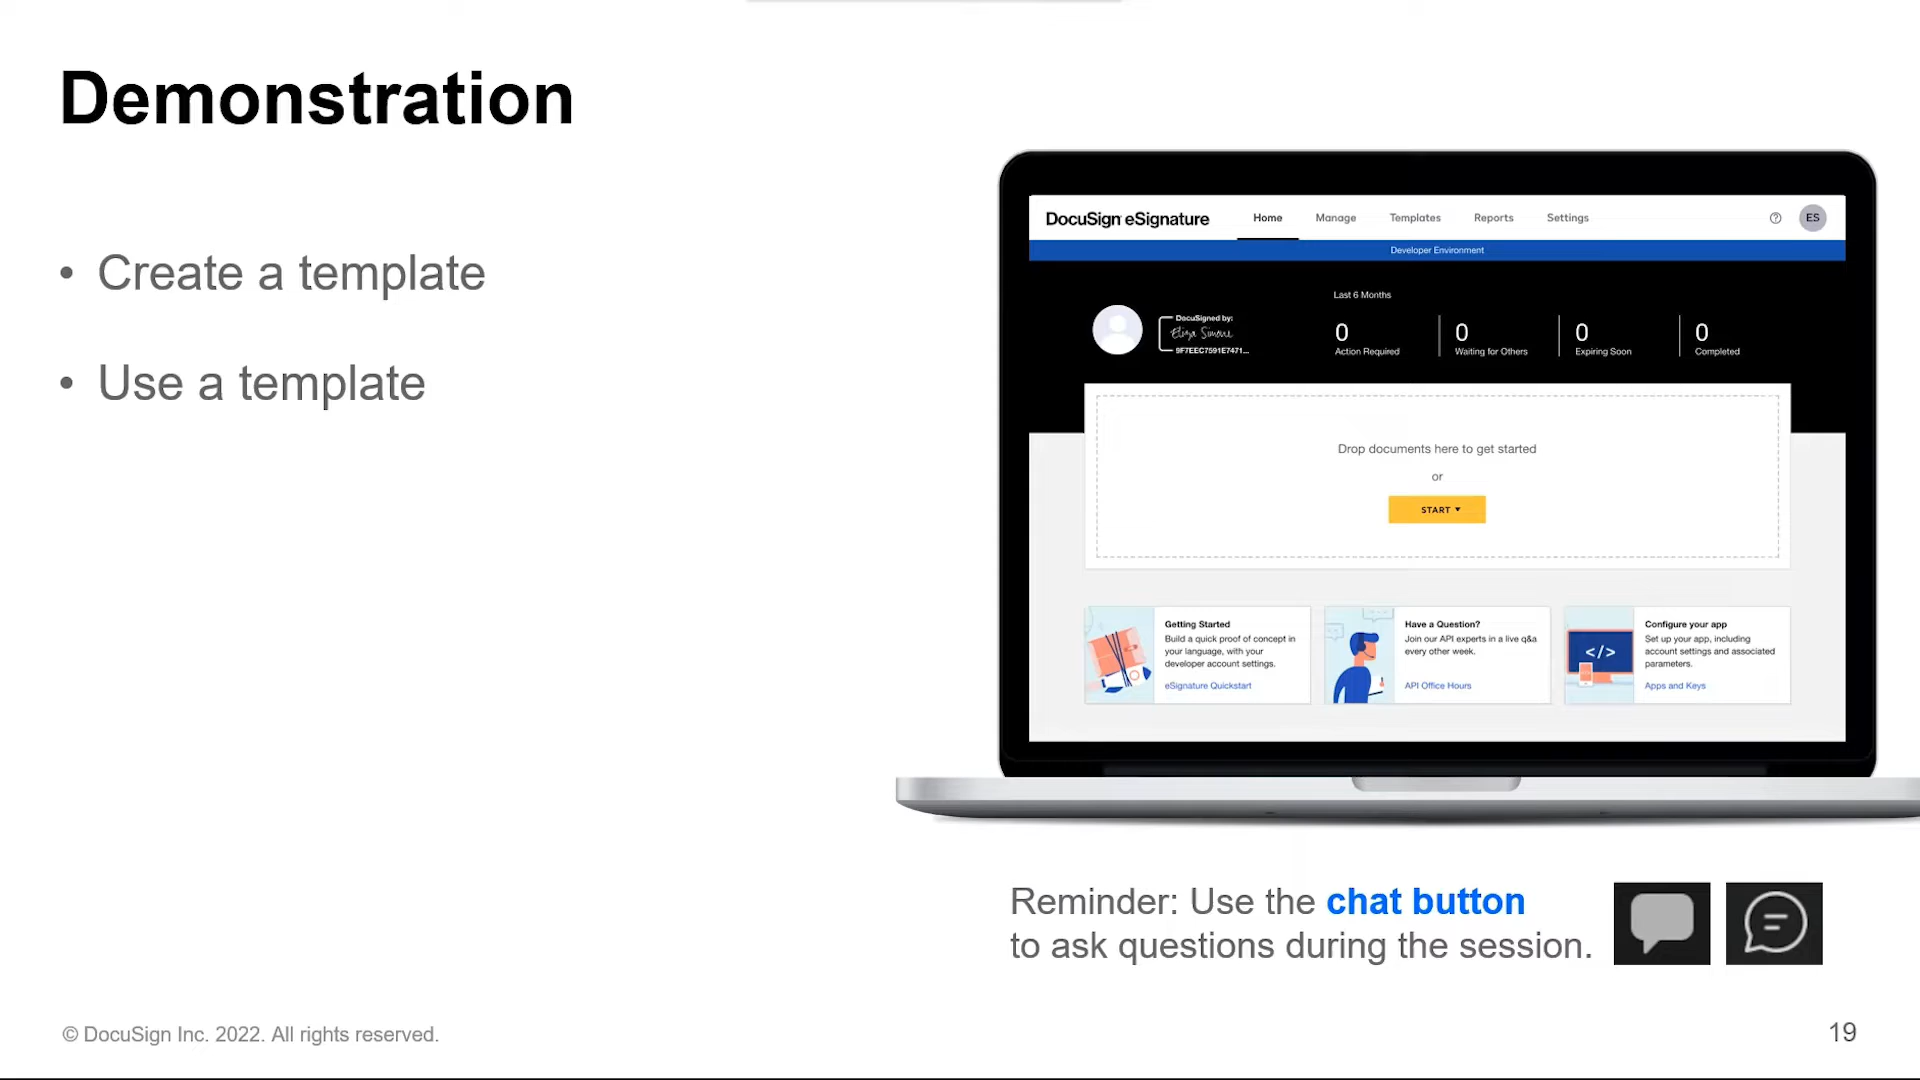 Demonstration
• Create a template
• Use a template
DocuSign eSignature Home Manage Templates Reports Settings ES
Developer Environment
Last 6 Months
DocuSigned by:
Eliza Simone
9F7EEC7591E7471...
0 Action Required
0 Waiting for Others
0 Expiring Soon
0 Completed
Drop documents here to get started
or
START
Getting Started
Build a quick proof of concept in
your language, with your
developer account settings.
eSignature Quickstart
Have a Question?
Join our API experts in a live q&a
every other week.
API Office Hours
</>
Configure your app
Set up your app, including
account settings and associated
parameters.
Apps and Keys
Reminder: Use the chat button
to ask questions during the session.
© DocuSign Inc. 2022. All rights reserved.
19